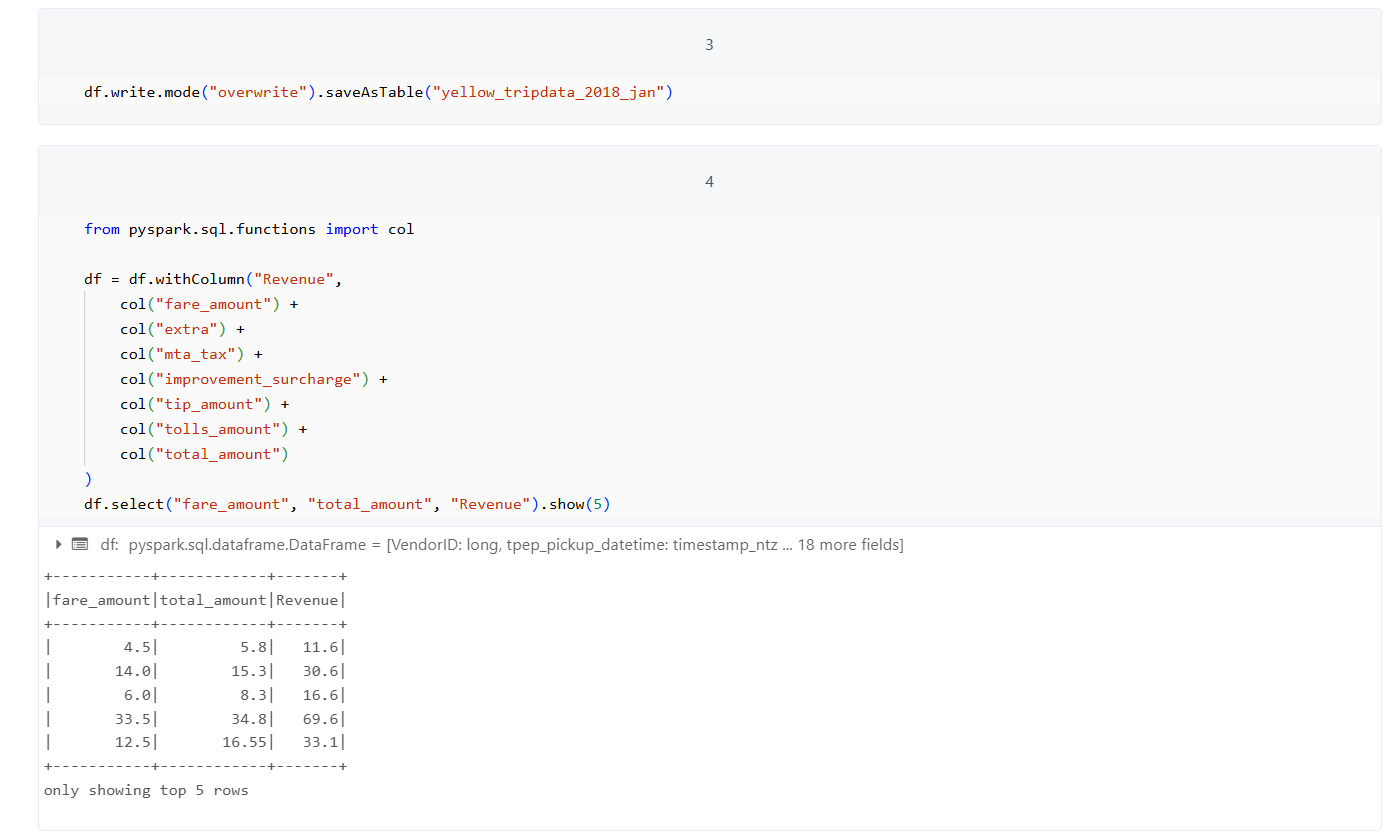 3
df.write.mode("overwrite").saveAsTable("yellow_tripdata_2018_jan")
4
from pyspark.sql.functions import col
df = df.withColumn("Revenue",
    col("fare_amount") +
    col("extra") +
    col("mta_tax") +
    col("improvement_surcharge") +
    col("tip_amount") +
    col("tolls_amount") +
    col("total_amount")
)
df.select("fare_amount", "total_amount", "Revenue").show(5)
df: pyspark.sql.dataframe.DataFrame = [VendorID: long, tpep_pickup_datetime: timestamp_ntz ... 18 more fields]
+-----------+------------+-------+
|fare_amount|total_amount|Revenue|
+-----------+------------+-------+
|        4.5|         5.8|   11.6|
|       14.0|        15.3|   30.6|
|        6.0|         8.3|   16.6|
|       33.5|        34.8|   69.6|
|       12.5|       16.55|   33.1|
+-----------+------------+-------+
only showing top 5 rows